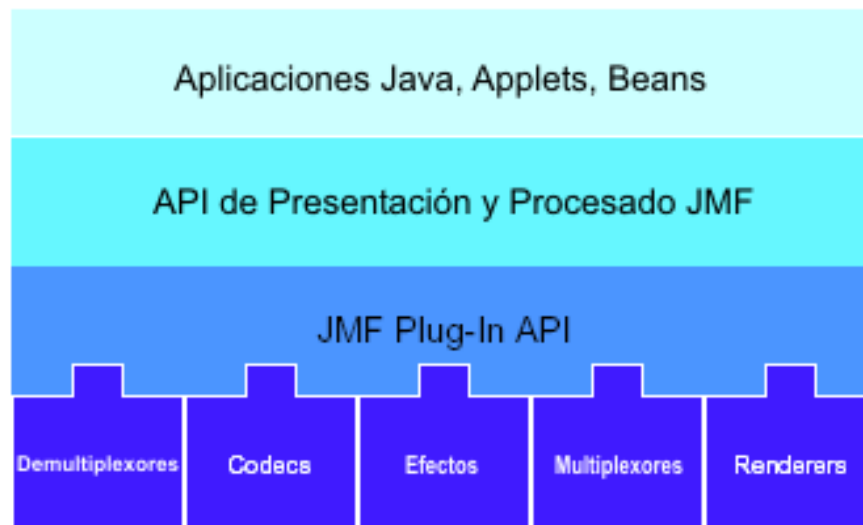 Aplicaciones Java, Applets, Beans
API de Presentación y Procesado JMF
JMF Plug-In API
Demultiplexores
Codecs
Efectos
Multiplexores
Renderers